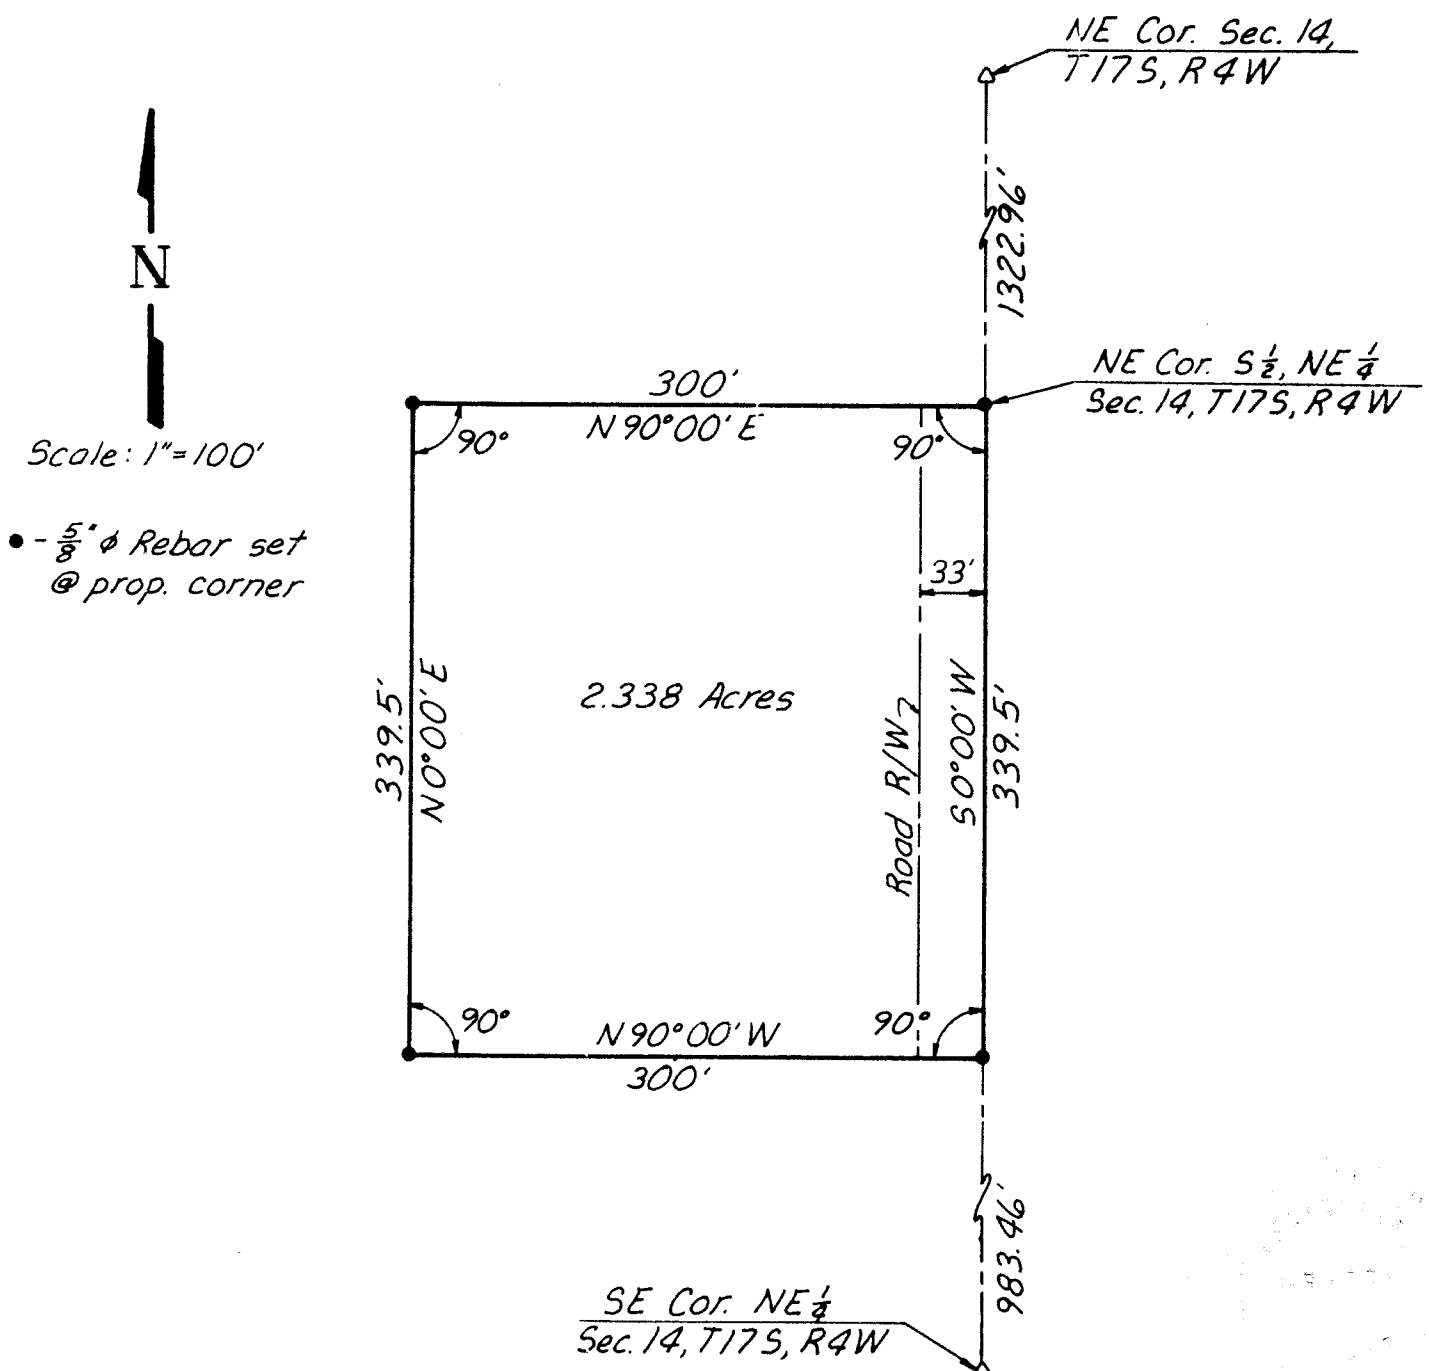 NE Cor. Sec. 14,
T17S, R4W
1322.96'
N
NE Cor. S½, NE¼
Sec. 14, T17S, R4W
300'
N90°00'E
90°
90°
Scale: 1"=100'
● - 5/8"ϕ Rebar set
@ prop. corner
33'
2.338 Acres
339.5'
N0°00'E
Road R/W
S0°00'W
339.5'
90°
90°
N90°00'W
300'
983.46'
SE Cor. NE¼
Sec. 14, T17S, R4W